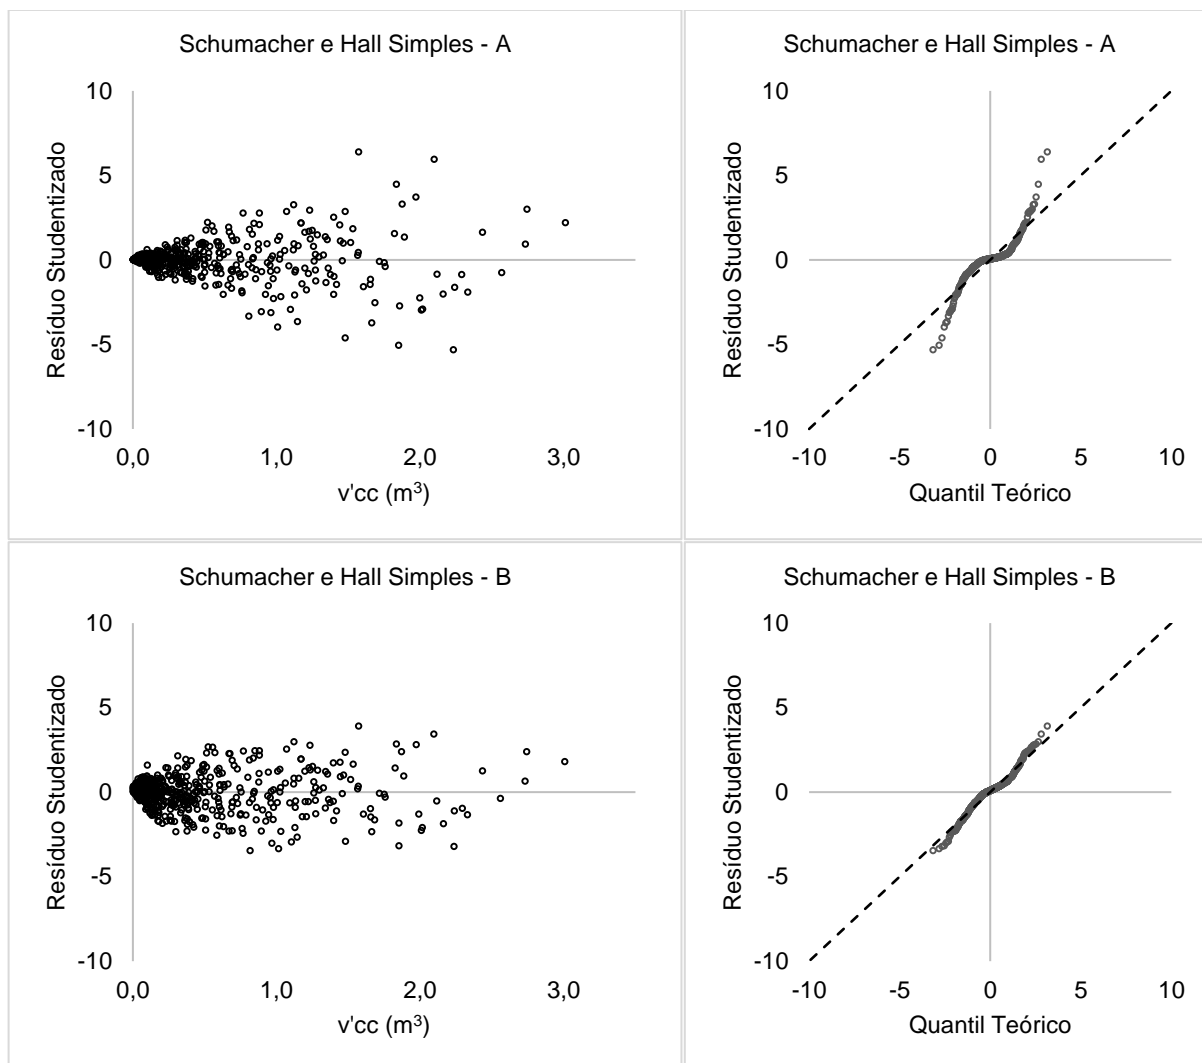 Schumacher e Hall Simples - A
Resíduo Studentizado
10
5
0
-5
-10
0,0 1,0 2,0 3,0
v'cc (m³)
Schumacher e Hall Simples - A
Resíduo Studentizado
10
5
0
-5
-10
-10 -5 0 5 10
Quantil Teórico
Schumacher e Hall Simples - B
Resíduo Studentizado
10
5
0
-5
-10
0,0 1,0 2,0 3,0
v'cc (m³)
Schumacher e Hall Simples - B
Resíduo Studentizado
10
5
0
-5
-10
-10 -5 0 5 10
Quantil Teórico